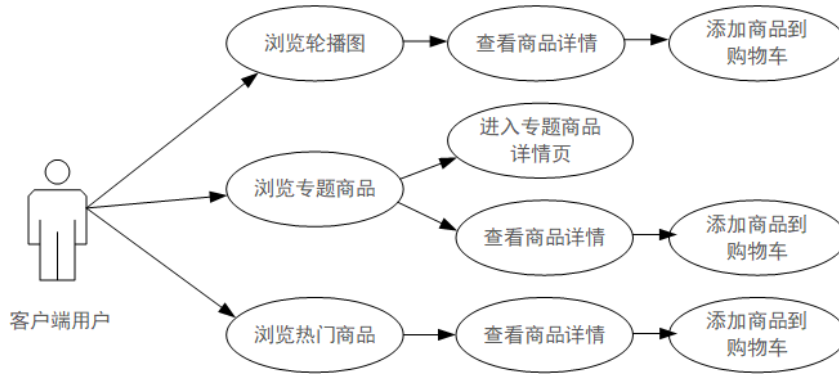 浏览轮播图
查看商品详情
添加商品到
购物车
进入专题商品
详情页
浏览专题商品
查看商品详情
添加商品到
购物车
客户端用户
浏览热门商品
查看商品详情
添加商品到
购物车